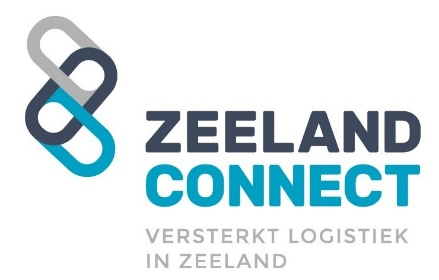 ZEELAND
CONNECT
VERSTERKT LOGISTIEK
IN ZEELAND